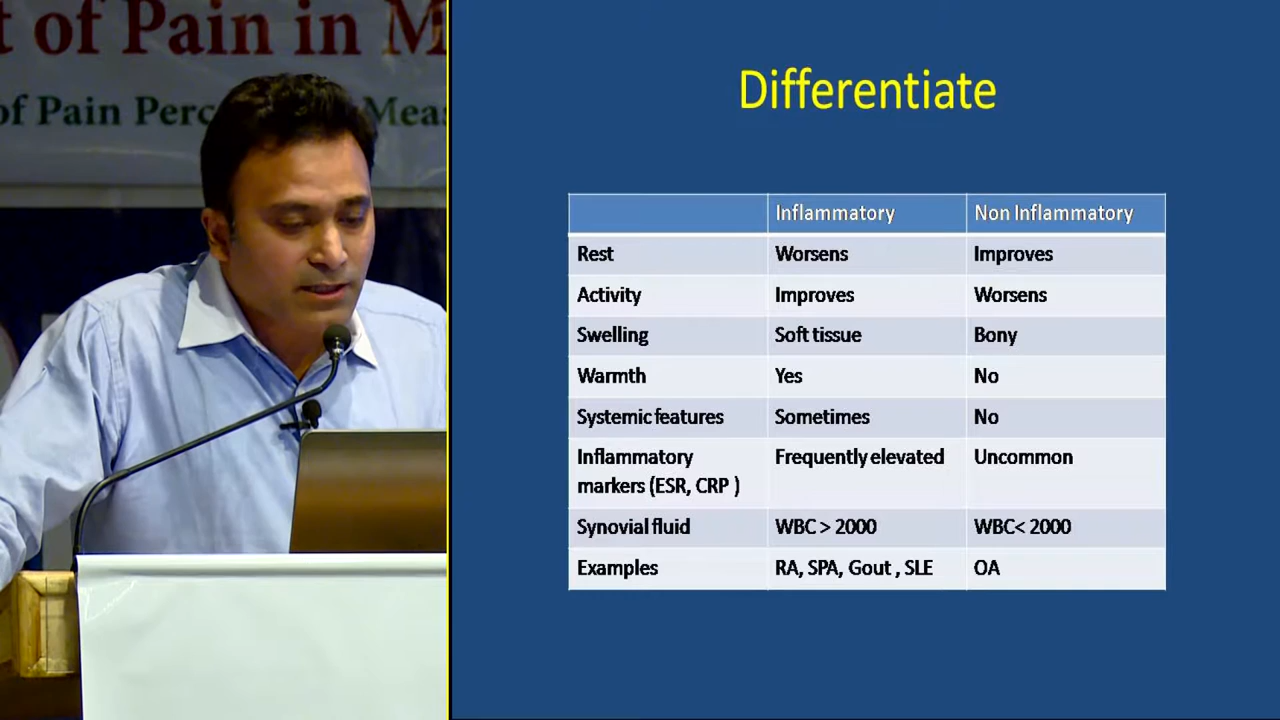 t of Pain in M
of Pain Perc Meas
Differentiate
Inflammatory Non Inflammatory
Rest Worsens Improves
Activity Improves Worsens
Swelling Soft tissue Bony
Warmth Yes No
Systemic features Sometimes No
Inflammatory Frequently elevated Uncommon
markers (ESR, CRP )
Synovial fluid WBC > 2000 WBC< 2000
Examples RA, SPA, Gout , SLE OA